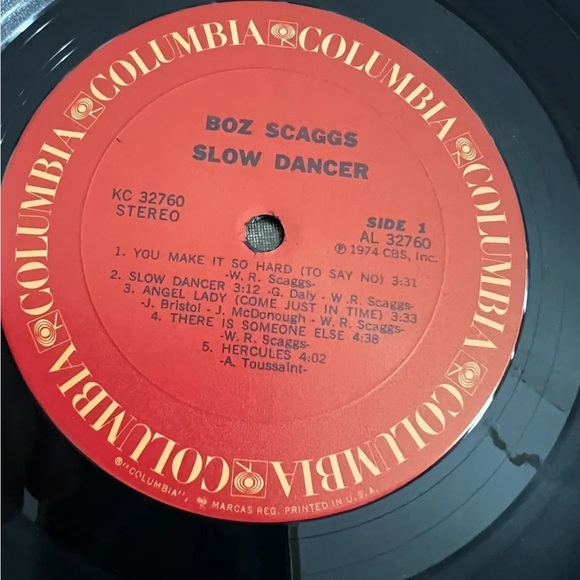 COLUMBIA COLUMBIA COLUMBIA COLUMBIA COLUMBIA COLUMBIA
BOZ SCAGGS
SLOW DANCER
KC 32760
STEREO
SIDE 1
AL 32760
℗ 1974 CBS, Inc.
1. YOU MAKE IT SO HARD (TO SAY NO) 3:31
-W. R. Scaggs-
2. SLOW DANCER 3:12 -G. Daly - W .R. Scaggs-
3. ANGEL LADY (COME JUST IN TIME) 3:33
-J. Bristol - J. McDonough - W. R. Scaggs-
4. THERE IS SOMEONE ELSE 4:38
-W. R. Scaggs-
5. HERCULES 4:02
-A. Toussaint-
® "COLUMBIA", MARCAS REG. PRINTED IN U.S.A.